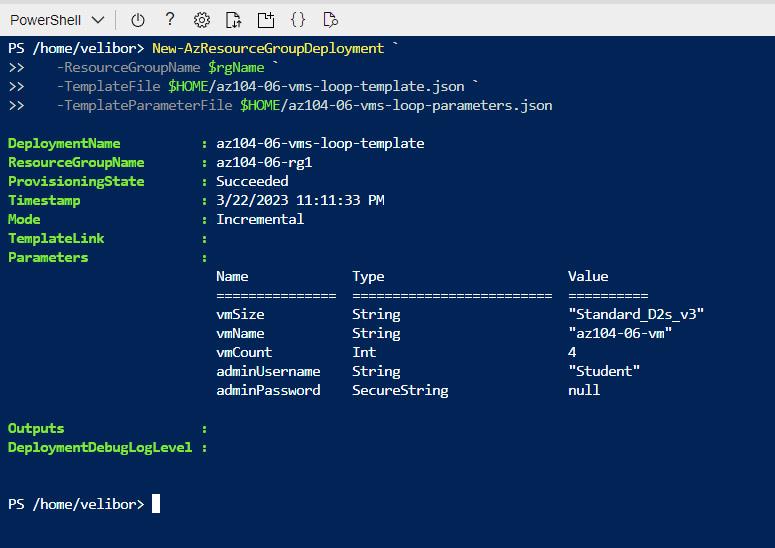 PowerShell
PS /home/velibor> New-AzResourceGroupDeployment `
>>    -ResourceGroupName $rgName `
>>    -TemplateFile $HOME/az104-06-vms-loop-template.json `
>>    -TemplateParameterFile $HOME/az104-06-vms-loop-parameters.json
DeploymentName          : az104-06-vms-loop-template
ResourceGroupName       : az104-06-rg1
ProvisioningState       : Succeeded
Timestamp               : 3/22/2023 11:11:33 PM
Mode                    : Incremental
TemplateLink            :
Parameters              :
                          Name             Type                       Value
                          ===============  =========================  ==========
                          vmSize           String                     "Standard_D2s_v3"
                          vmName           String                     "az104-06-vm"
                          vmCount          Int                        4
                          adminUsername    String                     "Student"
                          adminPassword    SecureString               null
Outputs                 :
DeploymentDebugLogLevel :
PS /home/velibor>